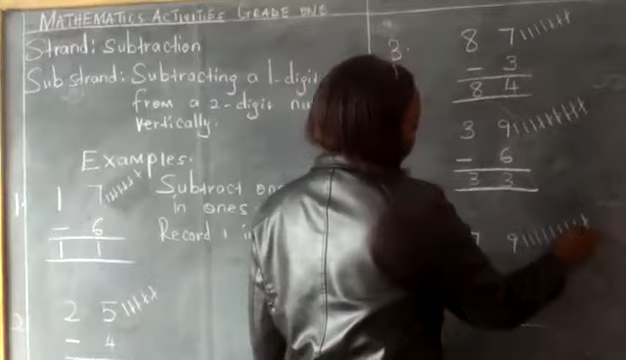 MATHEMATICS ACTIVITIES GRADE ONE
Strand: Subtraction
Sub strand: Subtracting a 1-digit
from a 2-digit
vertically.
Examples.
1. 1 7
- 6
1 1
Subtract
in ones
Record 1
2 2 5
- 4
3. 8 7
- 3
8 4
3 9
- 6
3 3
7 9